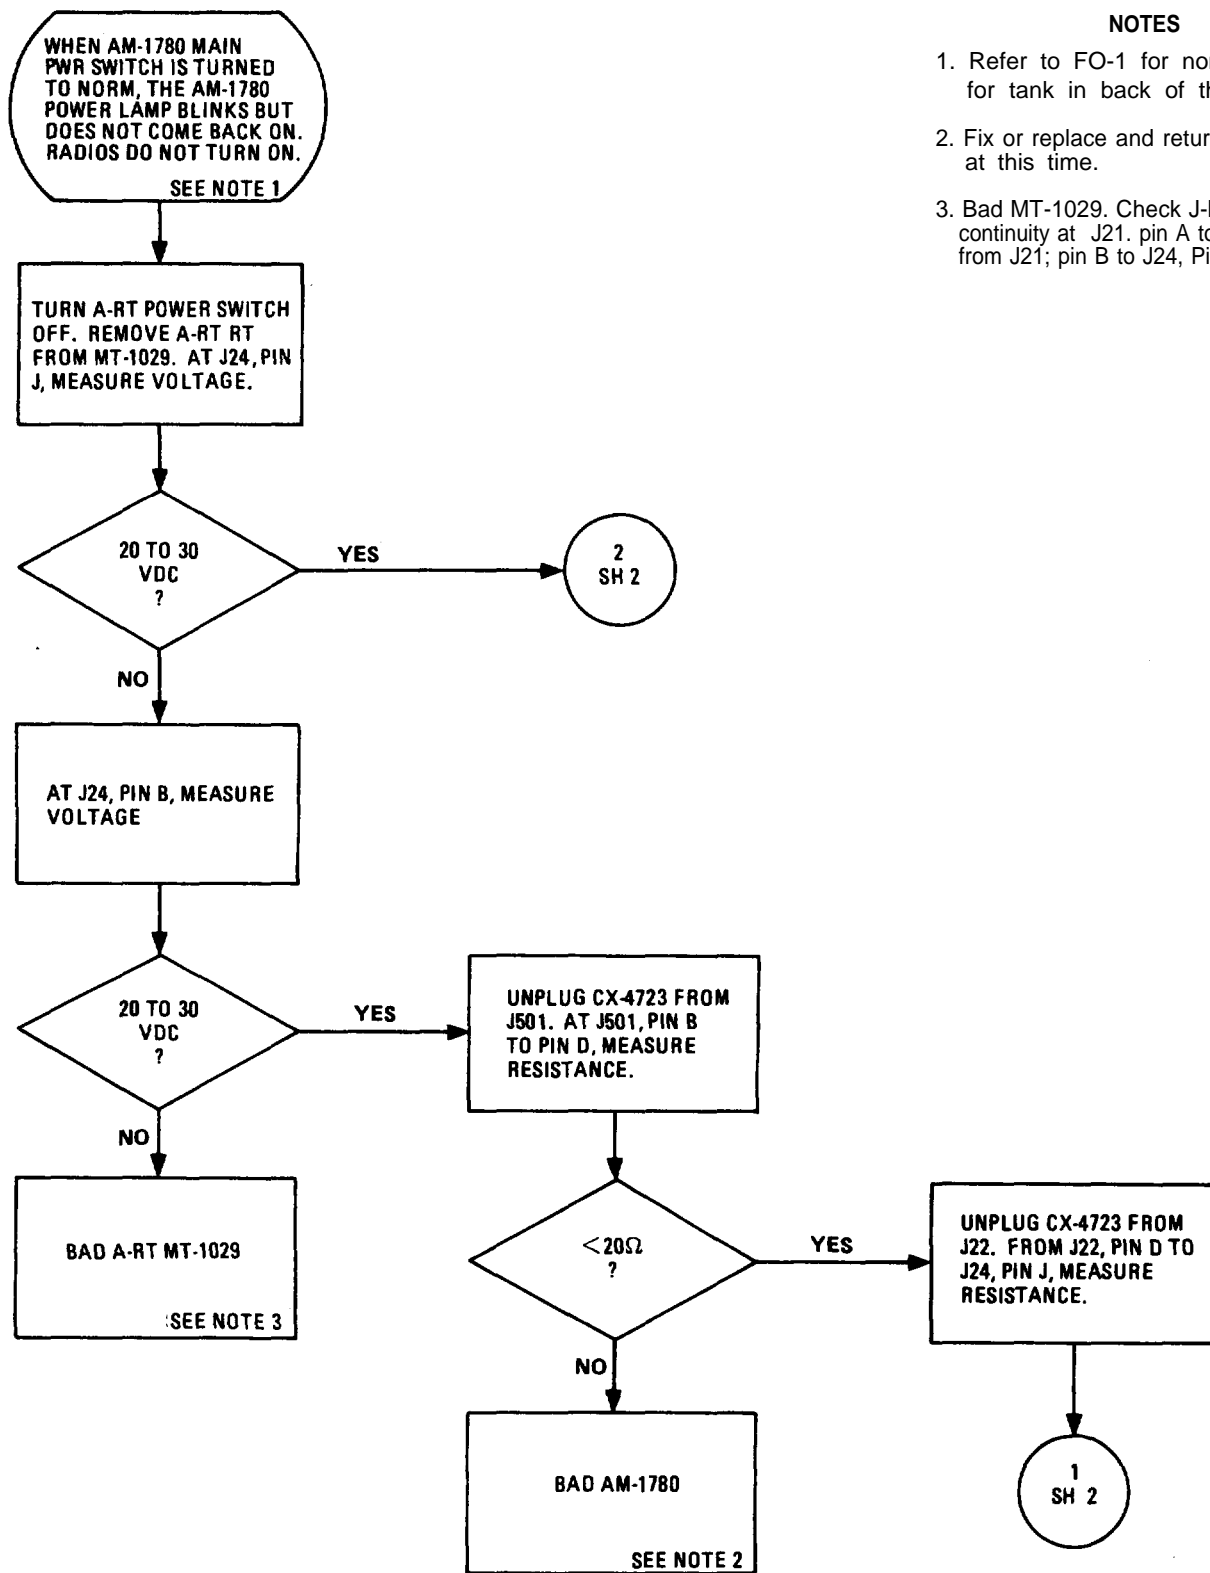 WHEN AM-1780 MAIN
PWR SWITCH IS TURNED
TO NORM, THE AM-1780
POWER LAMP BLINKS BUT
DOES NOT COME BACK ON.
RADIOS DO NOT TURN ON.
SEE NOTE 1
NOTES
1. Refer to FO-1 for
for tank in back of
2. Fix or replace and
at this time.
3. Bad MT-1029. Check
continuity at J21. pin A
from J21; pin B to J24,
TURN A-RT POWER SWITCH
OFF. REMOVE A-RT RT
FROM MT-1029. AT J24, PIN
J, MEASURE VOLTAGE.
20 TO 30
VDC
?
YES
2
SH 2
NO
AT J24, PIN B, MEASURE
VOLTAGE
20 TO 30
VDC
?
YES
UNPLUG CX-4723 FROM
J501. AT J501, PIN B
TO PIN D, MEASURE
RESISTANCE.
NO
BAD A-RT MT-1029
SEE NOTE 3
<20Ω
?
YES
UNPLUG CX-4723 FROM
J22. FROM J22, PIN D TO
J24, PIN J, MEASURE
RESISTANCE.
NO
BAD AM-1780
SEE NOTE 2
1
SH 2